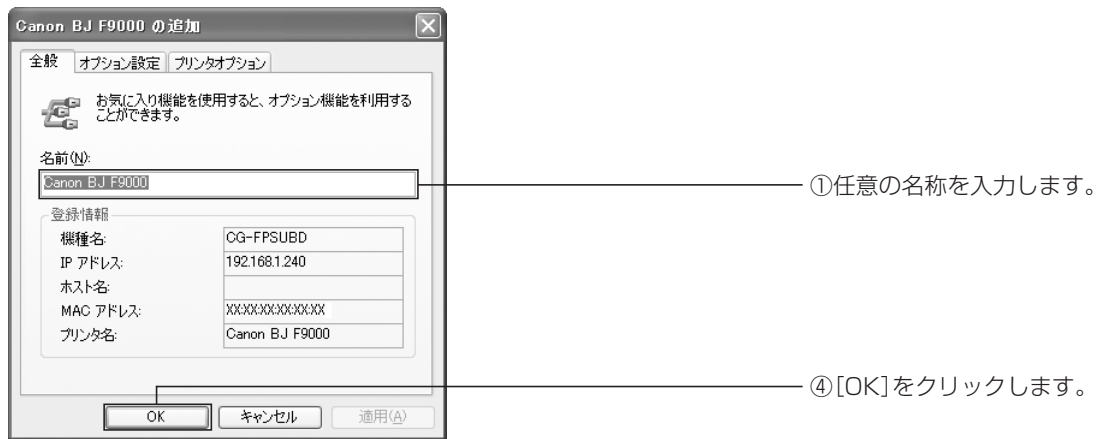 Canon BJ F9000 の追加
全般 オプション設定 プリンタオプション
お気に入り機能を使用すると、オプション機能を利用する
ことができます。
名前(N):
Canon BJ F9000
①任意の名称を入力します。
登録情報
機種名: CG-FPSUBD
IP アドレス: 192.168.1.240
ホスト名:
MAC アドレス: XX:XX:XX:XX:XX:XX
プリンタ名: Canon BJ F9000
④[OK]をクリックします。
OK キャンセル 適用(A)